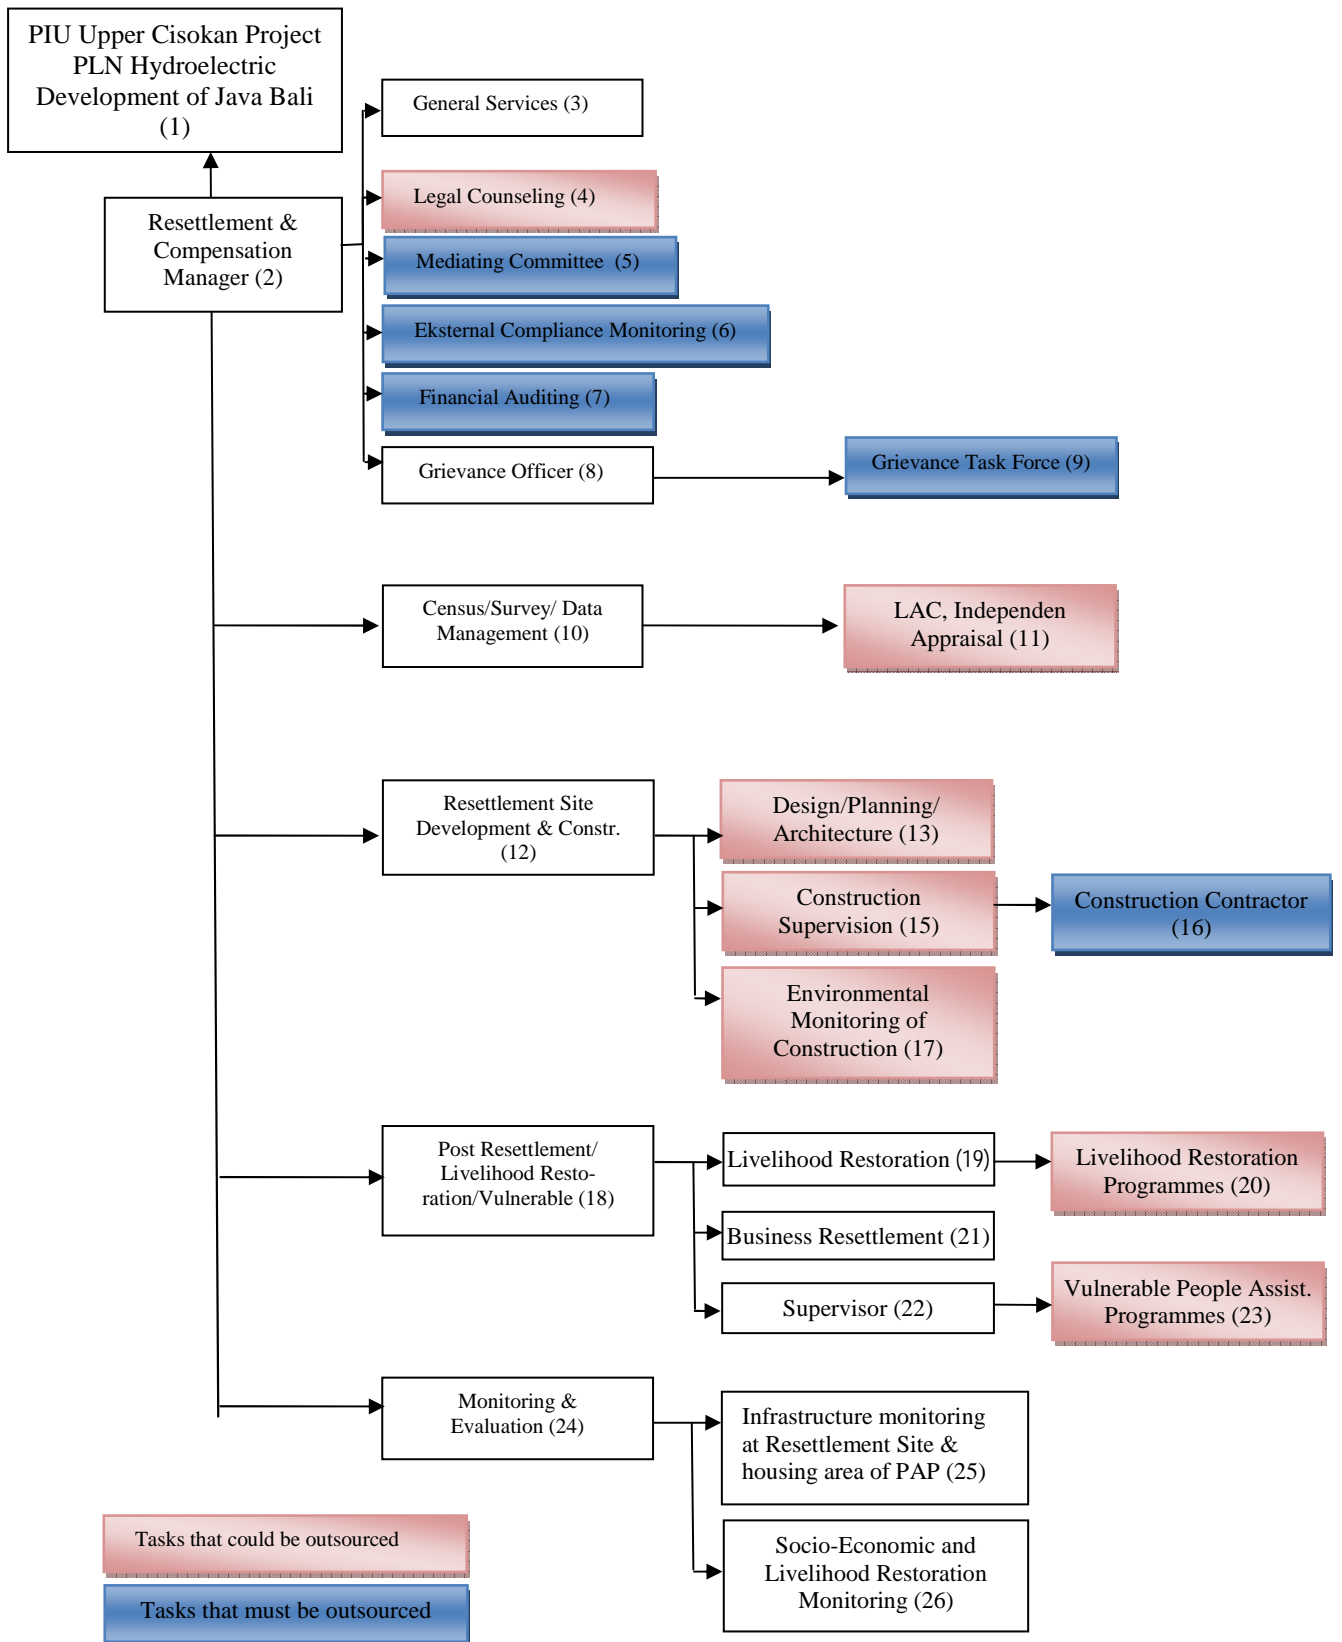 PIU Upper Cisokan Project
PLN Hydroelectric
Development of Java Bali
(1)
General Services (3)
Legal Counseling (4)
Resettlement &
Compensation
Manager (2)
Mediating Committee (5)
Eksternal Compliance Monitoring (6)
Financial Auditing (7)
Grievance Officer (8)
Grievance Task Force (9)
Census/Survey/ Data
Management (10)
LAC, Independen
Appraisal (11)
Resettlement Site
Development & Constr.
(12)
Design/Planning/
Architecture (13)
Construction
Supervision (15)
Construction Contractor
(16)
Environmental
Monitoring of
Construction (17)
Post Resettlement/
Livelihood Resto-
ration/Vulnerable (18)
Livelihood Restoration (19)
Livelihood Restoration
Programmes (20)
Business Resettlement (21)
Supervisor (22)
Vulnerable People Assist.
Programmes (23)
Monitoring &
Evaluation (24)
Infrastructure monitoring
at Resettlement Site &
housing area of PAP (25)
Socio-Economic and
Livelihood Restoration
Monitoring (26)
Tasks that could be outsourced
Tasks that must be outsourced